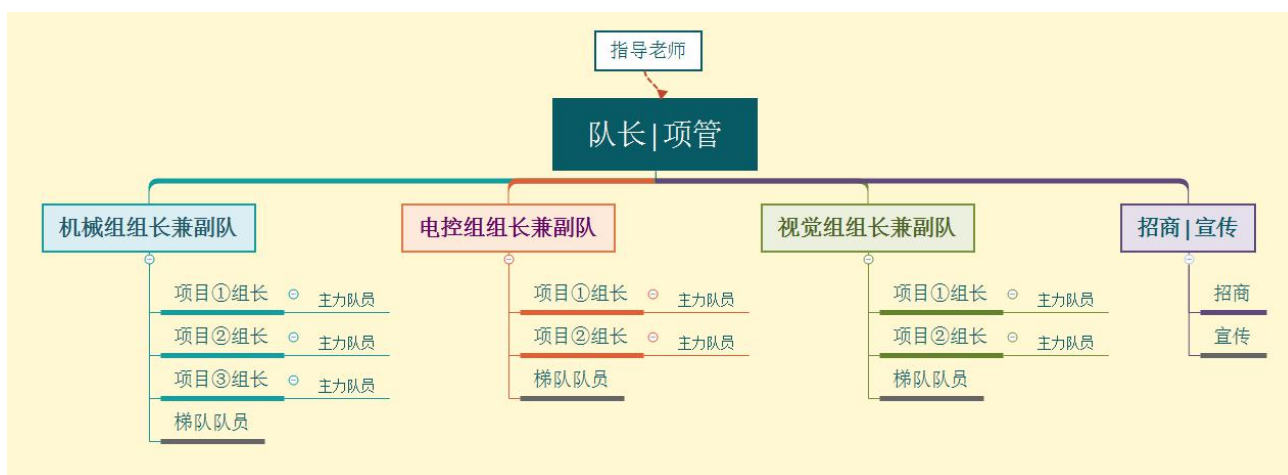 指导老师
队长|项管
机械组组长兼副队
项目①组长
主力队员
项目②组长
主力队员
项目③组长
主力队员
梯队队员
电控组组长兼副队
项目①组长
主力队员
项目②组长
主力队员
梯队队员
视觉组组长兼副队
项目①组长
主力队员
项目②组长
主力队员
梯队队员
招商|宣传
招商
宣传